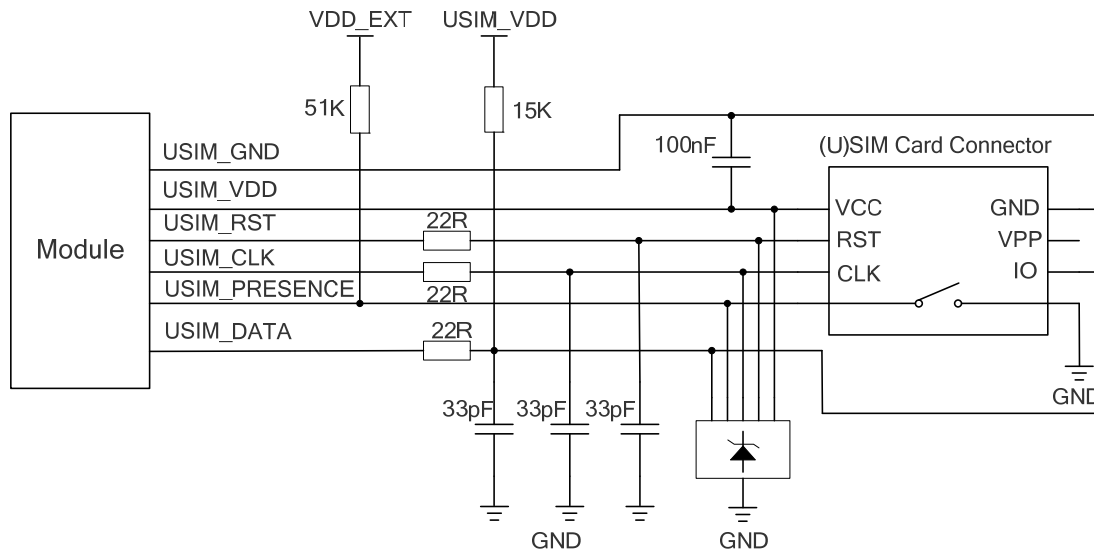 VDD_EXT USIM_VDD
51K 15K
USIM_GND
100nF
(U)SIM Card Connector
USIM_VDD
VCC GND
USIM_RST
22R
RST VPP
Module
USIM_CLK
22R
CLK IO
USIM_PRESENCE
USIM_DATA
22R
GND
33pF 33pF 33pF
GND GND